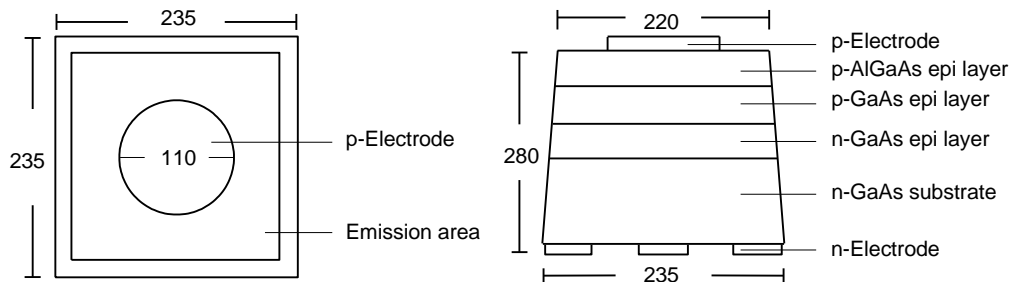 235
235
110
p-Electrode
Emission area
220
280
p-Electrode
p-AlGaAs epi layer
p-GaAs epi layer
n-GaAs epi layer
n-GaAs substrate
n-Electrode
235